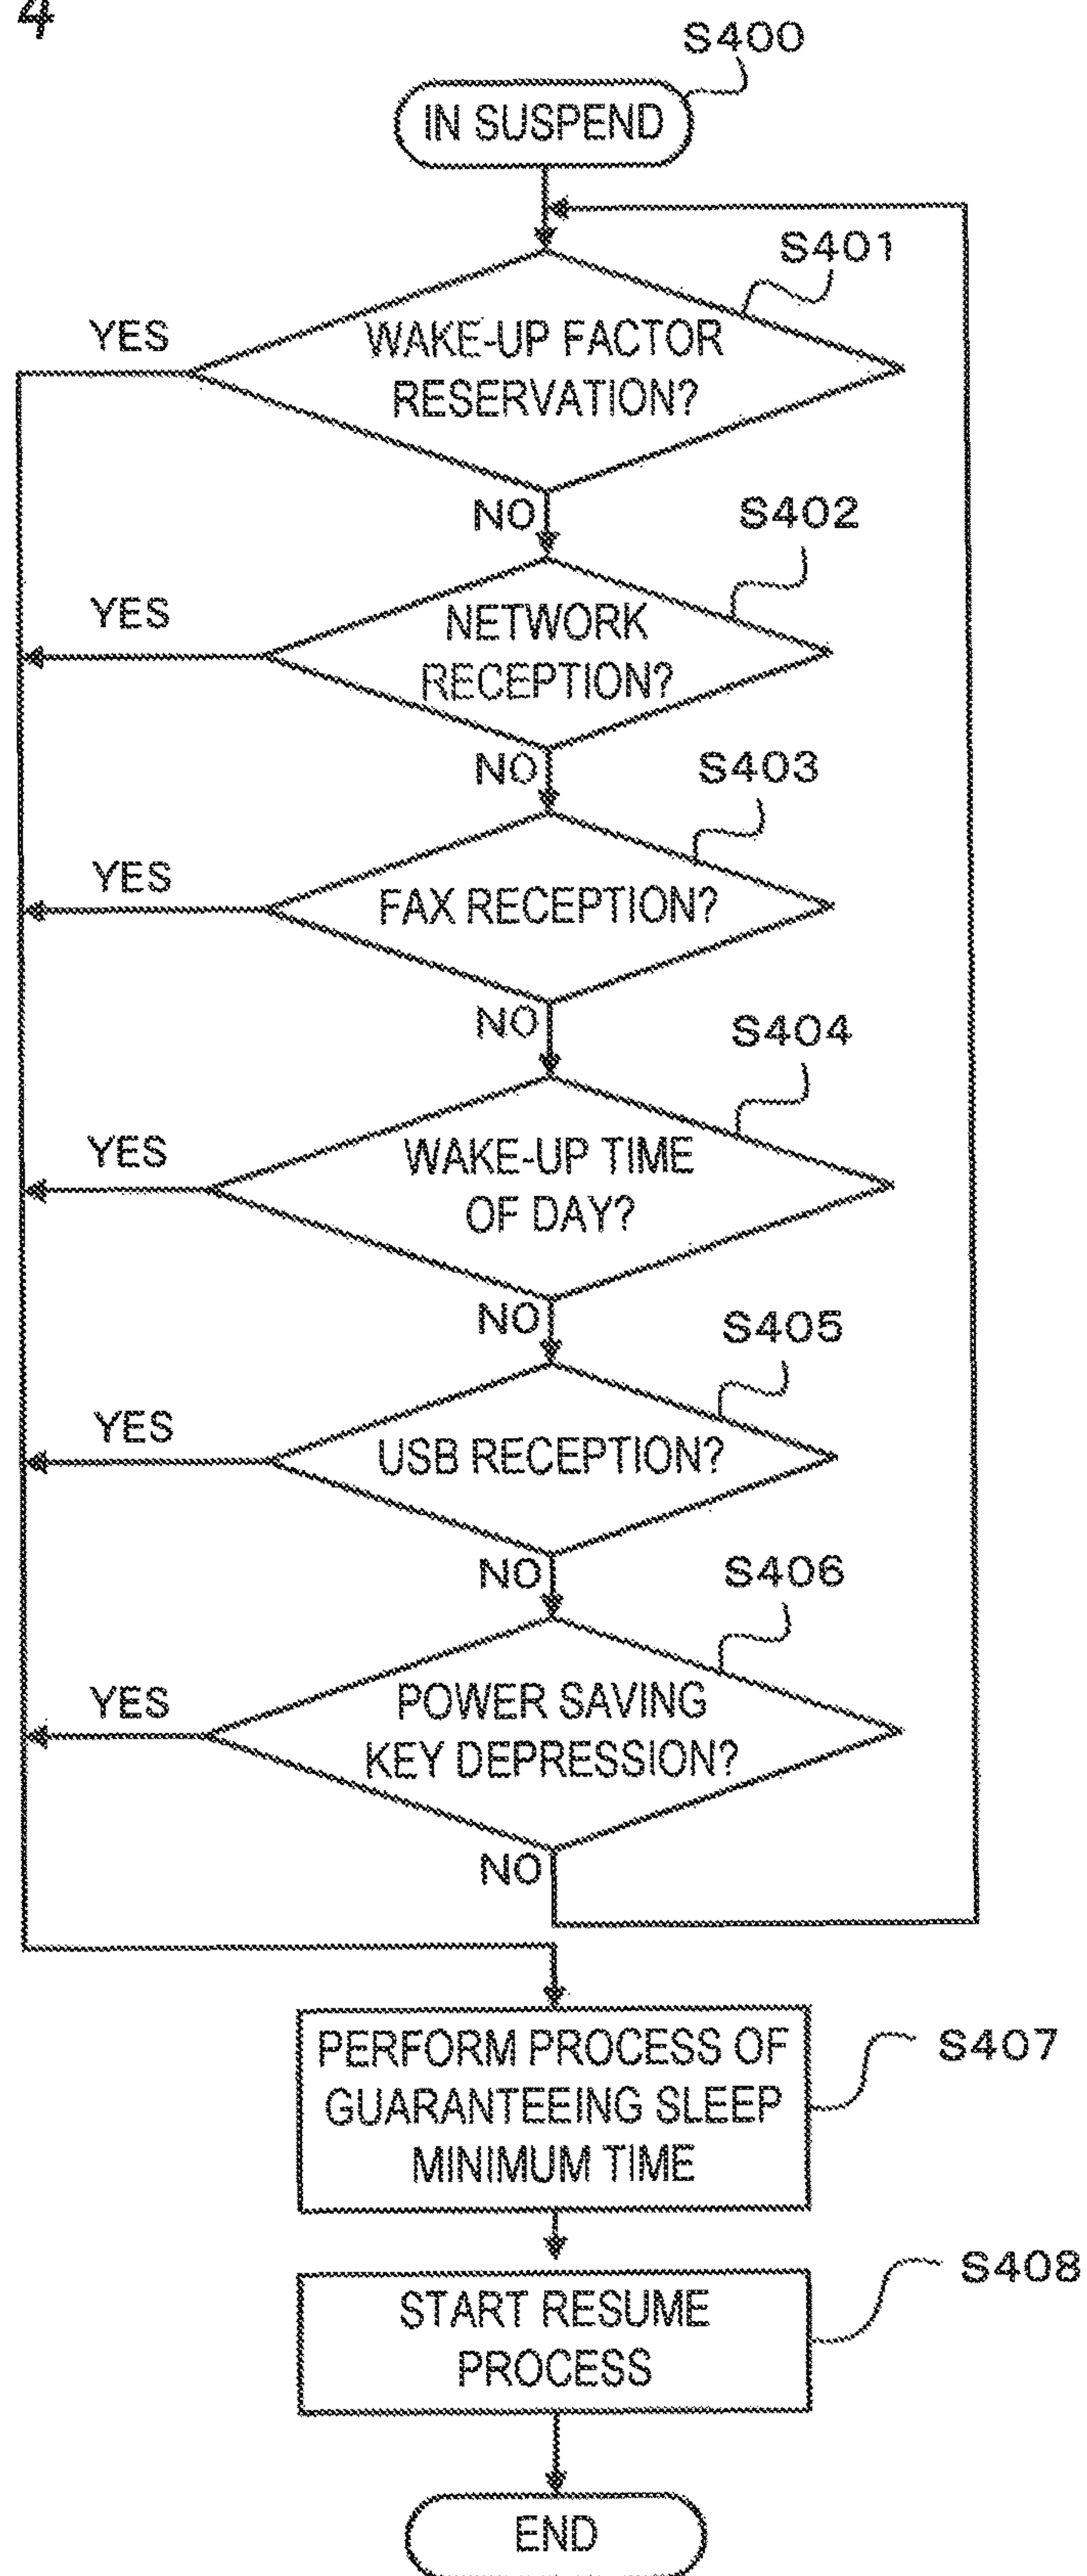 4
S400
IN SUSPEND
S401
YES
WAKE-UP FACTOR
RESERVATION?
NO
S402
YES
NETWORK
RECEPTION?
NO
S403
YES
FAX RECEPTION?
NO
S404
YES
WAKE-UP TIME
OF DAY?
NO
S405
YES
USB RECEPTION?
NO
S406
YES
POWER SAVING
KEY DEPRESSION?
NO
PERFORM PROCESS OF
GUARANTEEING SLEEP
MINIMUM TIME
S407
START RESUME
PROCESS
S408
END